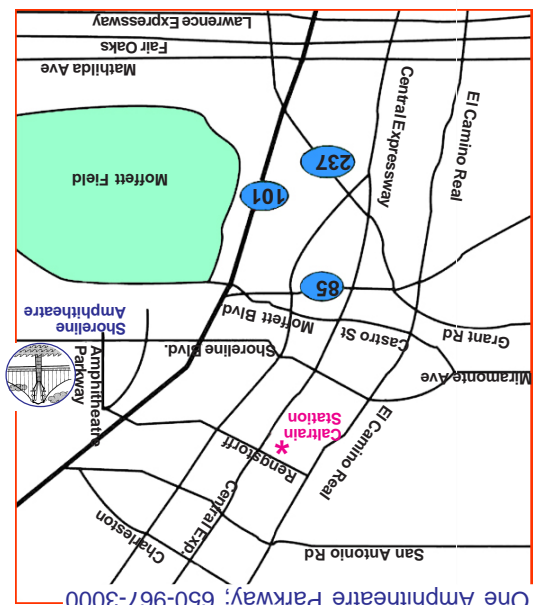 One Amphitheatre Parkway; 650-967-3000
San Antonio Rd
Charleston
Central Exp.
El Camino Real
Rengstorff
*
Caltrain
Station
Amphitheatre
Parkway
Miramonte Ave
Shoreline Blvd.
Shoreline
Amphitheatre
Grant Rd
Castro St
Moffett Blvd
85
101
237
Moffett Field
El Camino Real
Central Expressway
Mathilda Ave
Fair Oaks
Lawrence Expressway